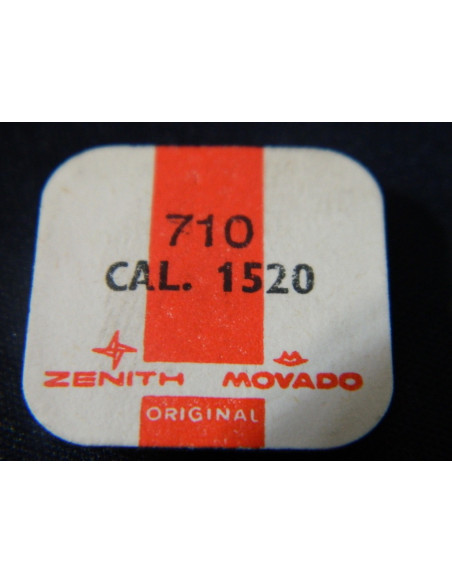 710
CAL. 1520
ZENITH MOVADO
ORIGINAL